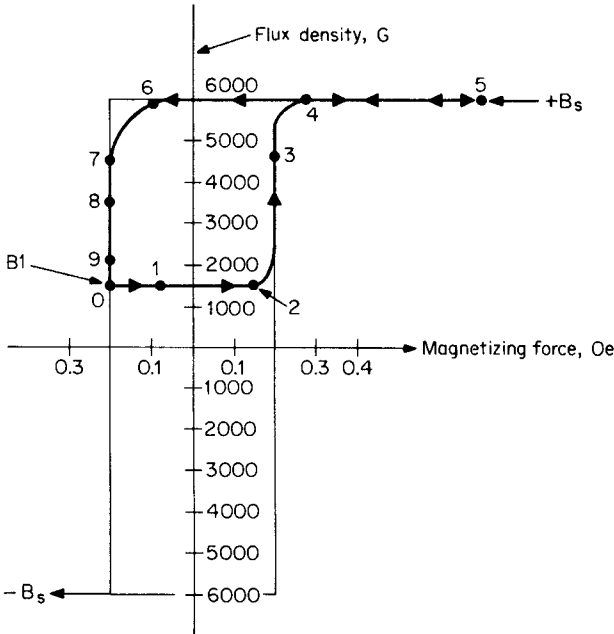 Flux density, G
6 6000 5
+Bs
4
5000
7 3
4000
8
3000
9
B1 1 2000
0 2
1000
Magnetizing force, Oe
0.3 0.1 0.1 0.3 0.4
1000
2000
3000
4000
5000
-Bs 6000